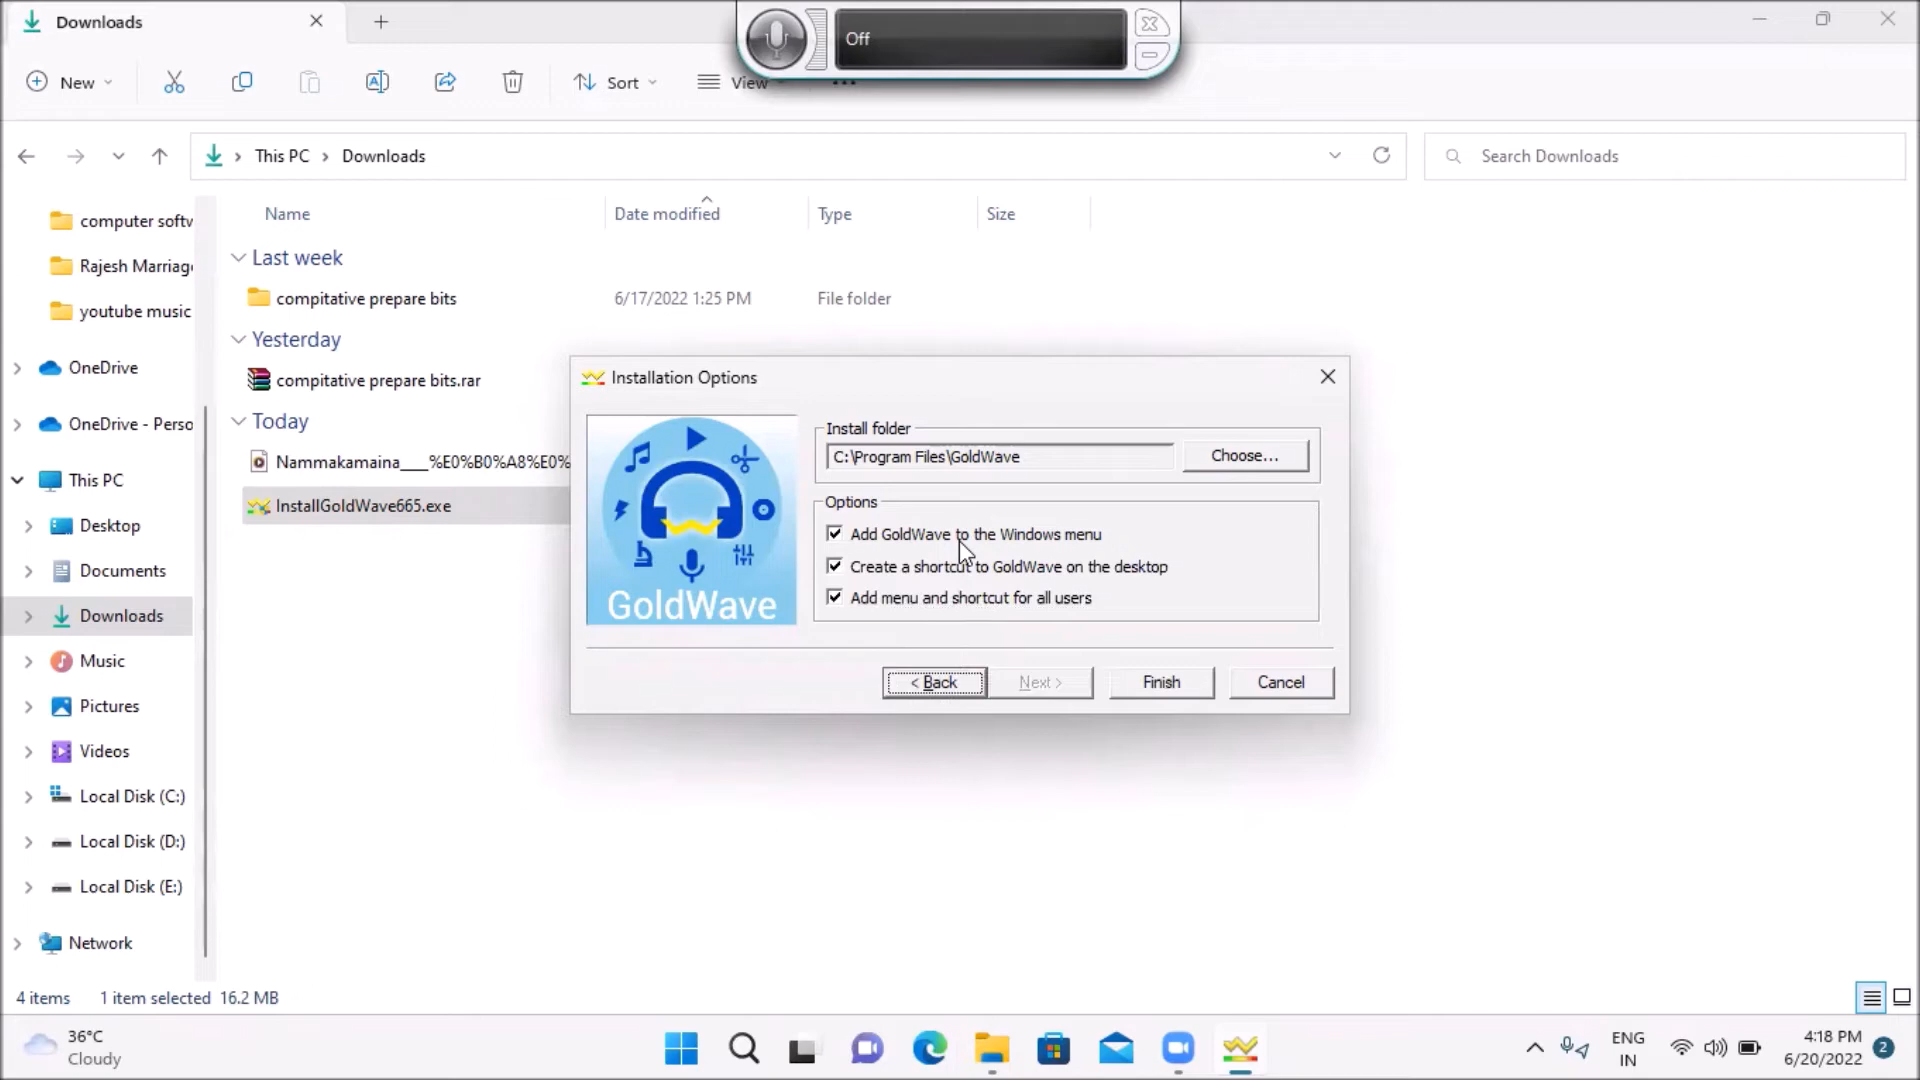 Downloads
Off
New
Sort
View
This PC
Downloads
Search Downloads
Name
Date modified
Type
Size
computer softw
Rajesh Marriag
youtube music
OneDrive
OneDrive - Perso
This PC
Desktop
Documents
Downloads
Music
Pictures
Videos
Local Disk (C:)
Local Disk (D:)
Local Disk (E:)
Network
Last week
compitative prepare bits
6/17/2022 1:25 PM
File folder
Yesterday
compitative prepare bits.rar
Today
Nammakamaina____%E0%B0%A8%E0%
InstallGoldWave665.exe
Installation Options
GoldWave
Install folder
C:\Program Files\GoldWave
Choose...
Options
Add GoldWave to the Windows menu
Create a shortcut to GoldWave on the desktop
Add menu and shortcut for all users
< Back
Next >
Finish
Cancel
4 items
1 item selected
16.2 MB
36°C
Cloudy
ENG
IN
4:18 PM
6/20/2022
2